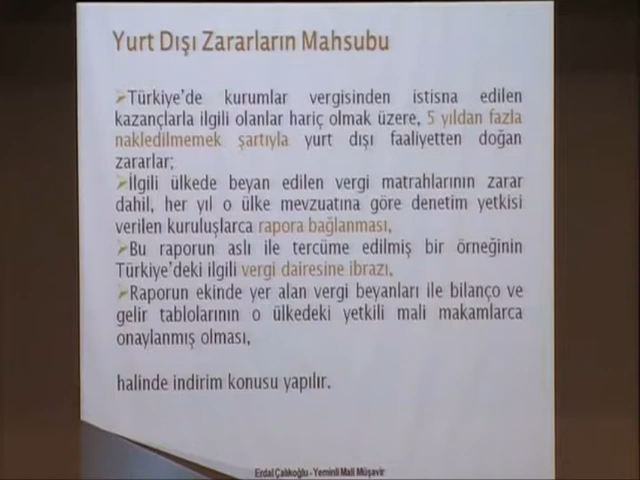 Yurt Dışı Zararların Mahsubu
➢Türkiye'de kurumlar vergisinden istisna edilen
kazançlarla ilgili olanlar hariç olmak üzere, 5 yıldan fazla
nakledilmemek şartıyla yurt dışı faaliyetten doğan
zararlar;
➢İlgili ülkede beyan edilen vergi matrahlarının zarar
dahil, her yıl o ülke mevzuatına göre denetim yetkisi
verilen kuruluşlarca rapora bağlanması,
➢Bu raporun aslı ile tercüme edilmiş bir örneğinin
Türkiye'deki ilgili vergi dairesine ibrazı,
➢Raporun ekinde yer alan vergi beyanları ile bilanço ve
gelir tablolarının o ülkedeki yetkili mali makamlarca
onaylanmış olması,
halinde indirim konusu yapılır.
Erdal Çalıkoğlu - Yeminli Mali Müşavir